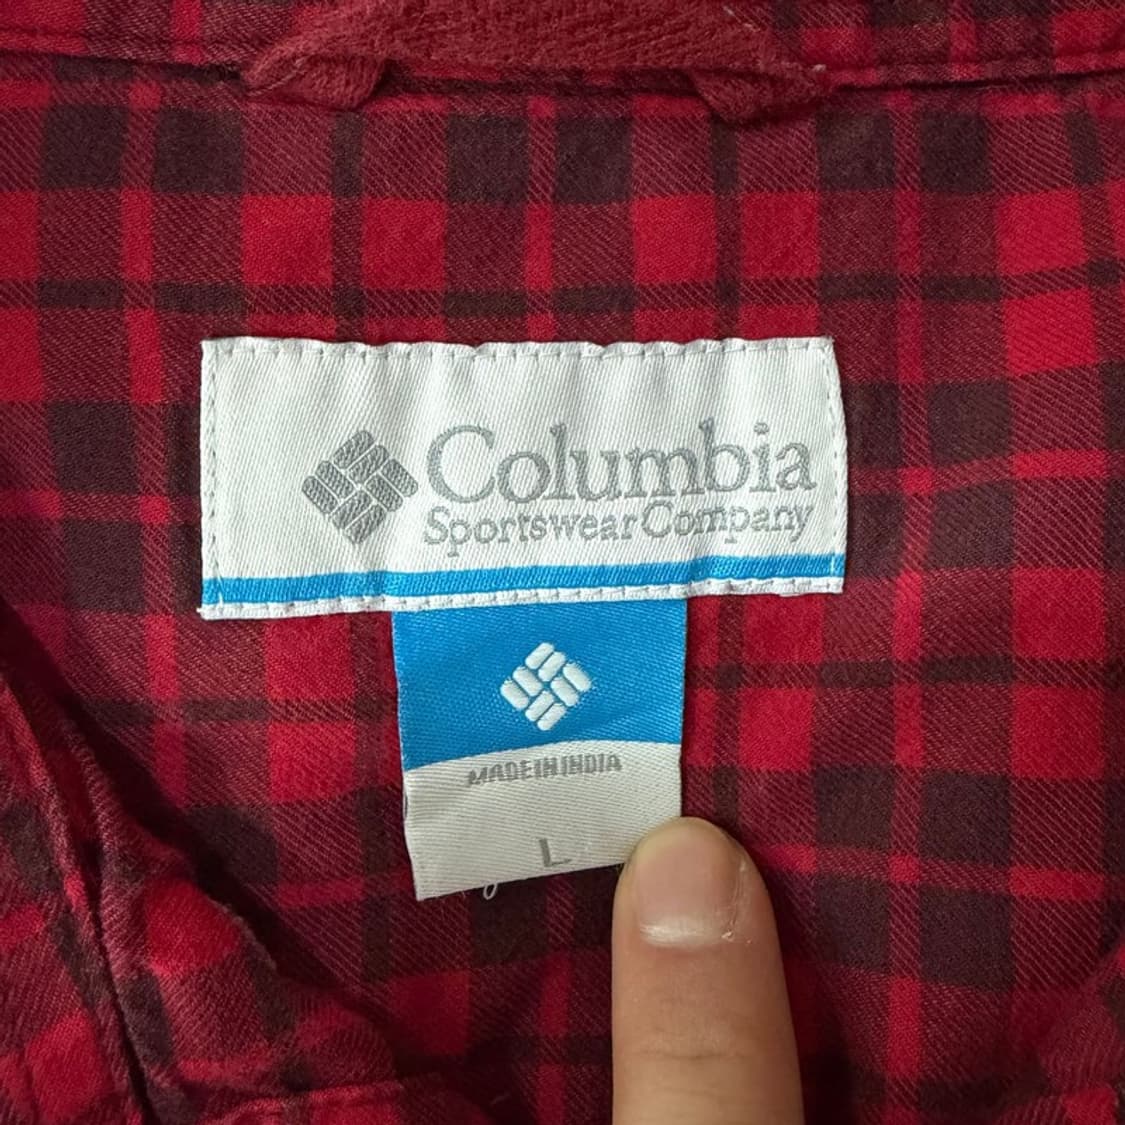 Columbia
Sportswear Company
MADE IN INDIA
L